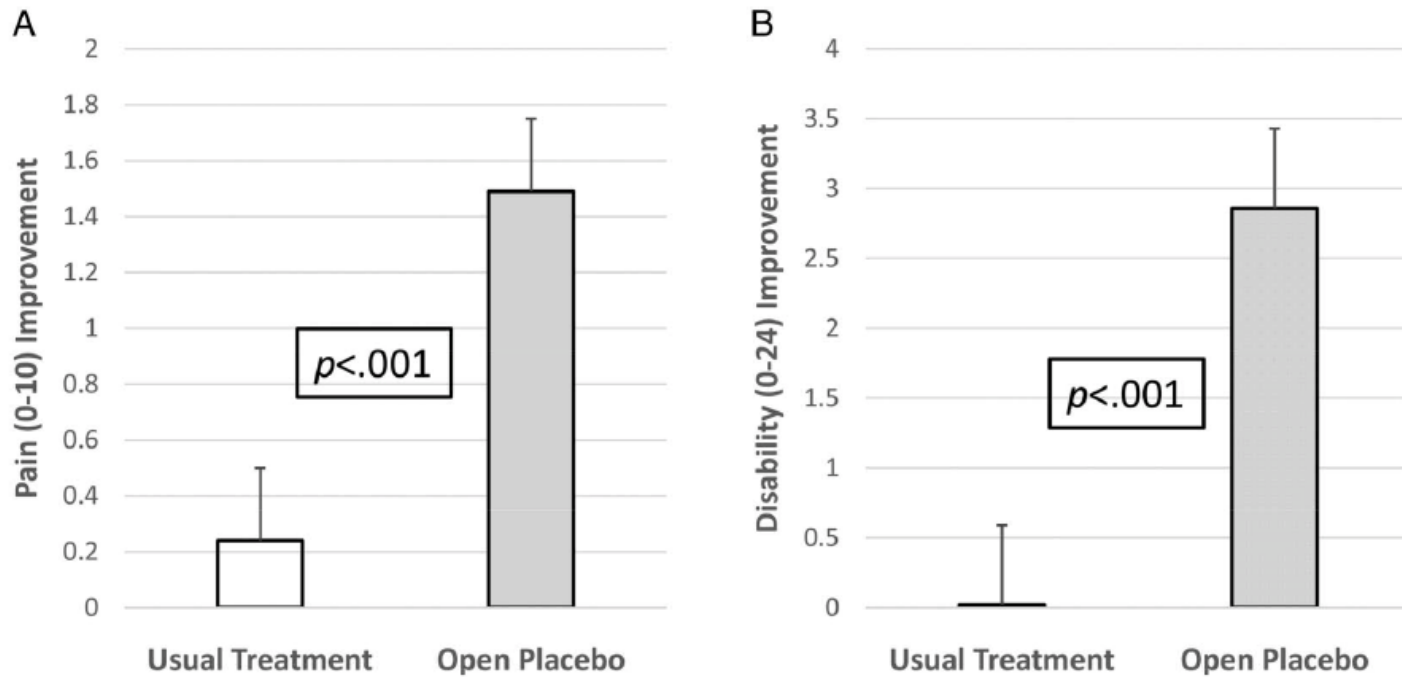 A
Pain (0-10) Improvement
2
1.8
1.6
1.4
1.2
1
0.8
0.6
0.4
0.2
0
p<.001
Usual Treatment
Open Placebo
B
Disability (0-24) Improvement
4
3.5
3
2.5
2
1.5
1
0.5
0
p<.001
Usual Treatment
Open Placebo